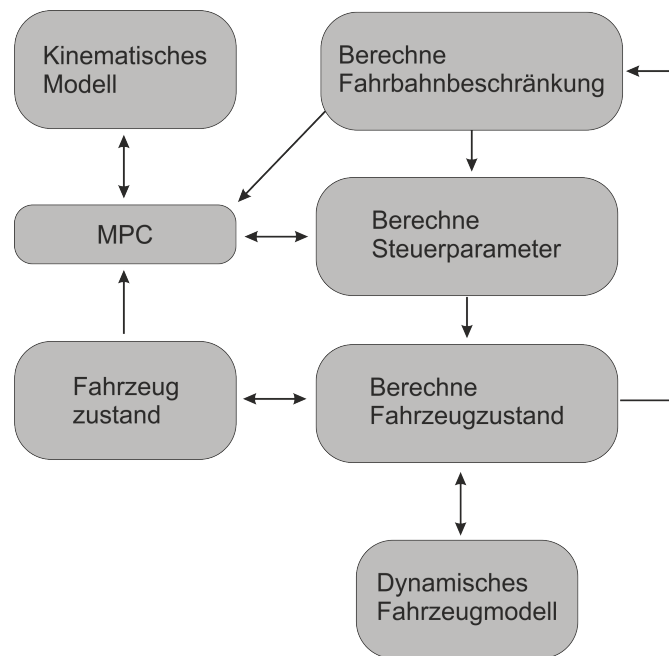 Kinematisches
Modell
Berechne
Fahrbahnbeschränkung
MPC
Berechne
Steuerparameter
Fahrzeug
zustand
Berechne
Fahrzeugzustand
Dynamisches
Fahrzeugmodell